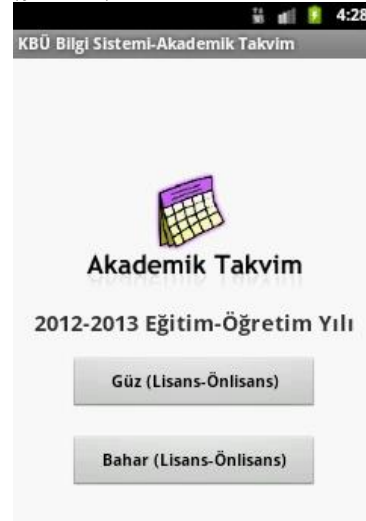 4:28
KBÜ Bilgi Sistemi-Akademik Takvim
Akademik Takvim
2012-2013 Eğitim-Öğretim Yılı
Güz (Lisans-Önlisans)
Bahar (Lisans-Önlisans)